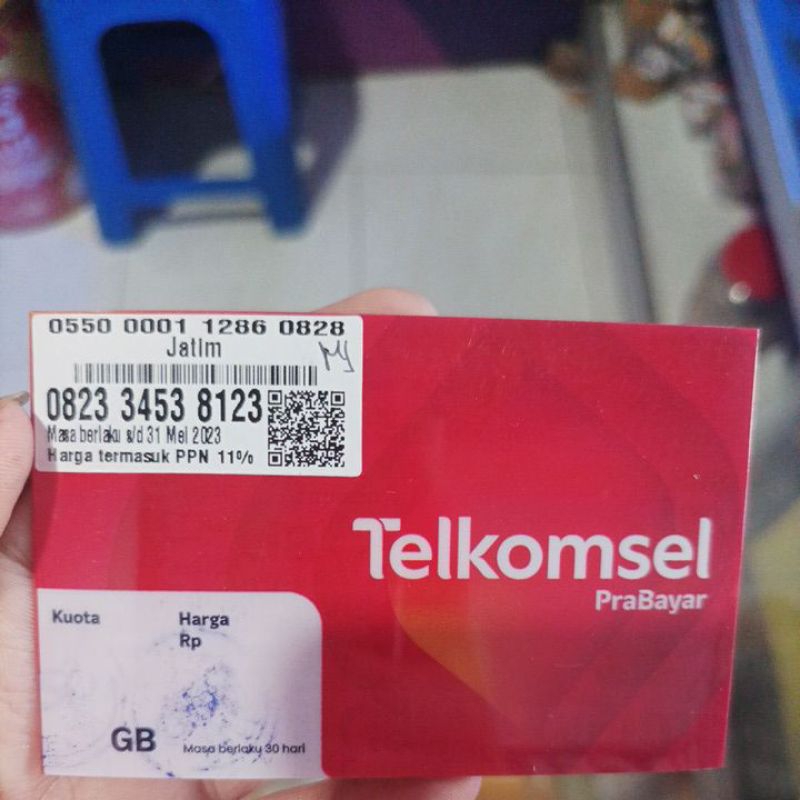 0550 0001 1286 0828
Jatim
0823 3453 8123
Masa berlaku s/d 31 Mei 2023
Harga termasuk PPN 11%
Telkomsel
PraBayar
Kuota
Harga
Rp
GB
Masa berlaku 30 hari